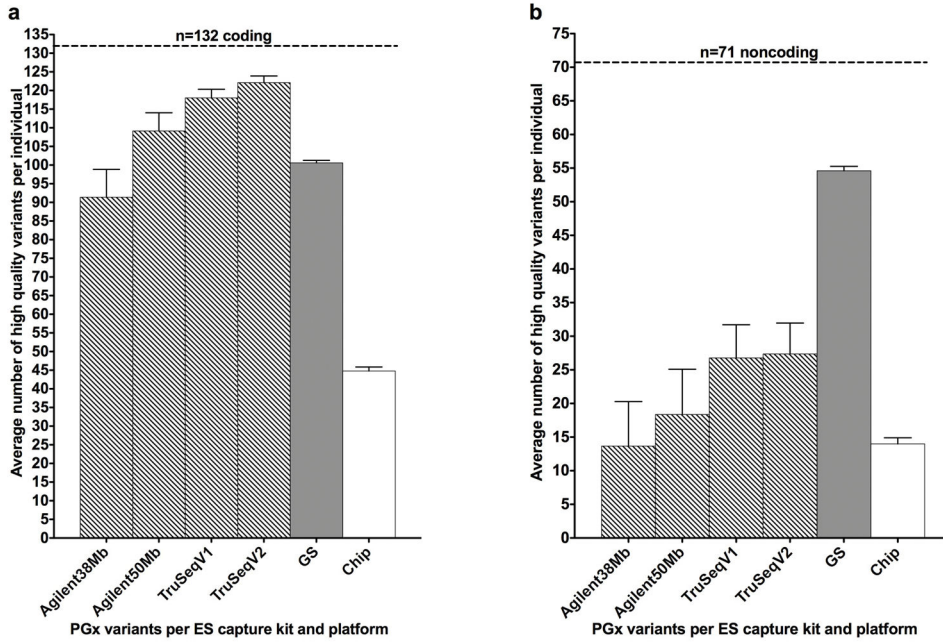 a
Average number of high quality variants per individual
135
130
125
120
115
110
105
100
95
90
85
80
75
70
65
60
55
50
45
40
35
30
25
20
15
10
5
0
n=132 coding
Agilent38Mb
Agilent50Mb
TruSeqV1
TruSeqV2
GS
Chip
PGx variants per ES capture kit and platform
b
Average number of high quality variants per individual
75
70
65
60
55
50
45
40
35
30
25
20
15
10
5
0
n=71 noncoding
Agilent38Mb
Agilent50Mb
TruSeqV1
TruSeqV2
GS
Chip
PGx variants per ES capture kit and platform